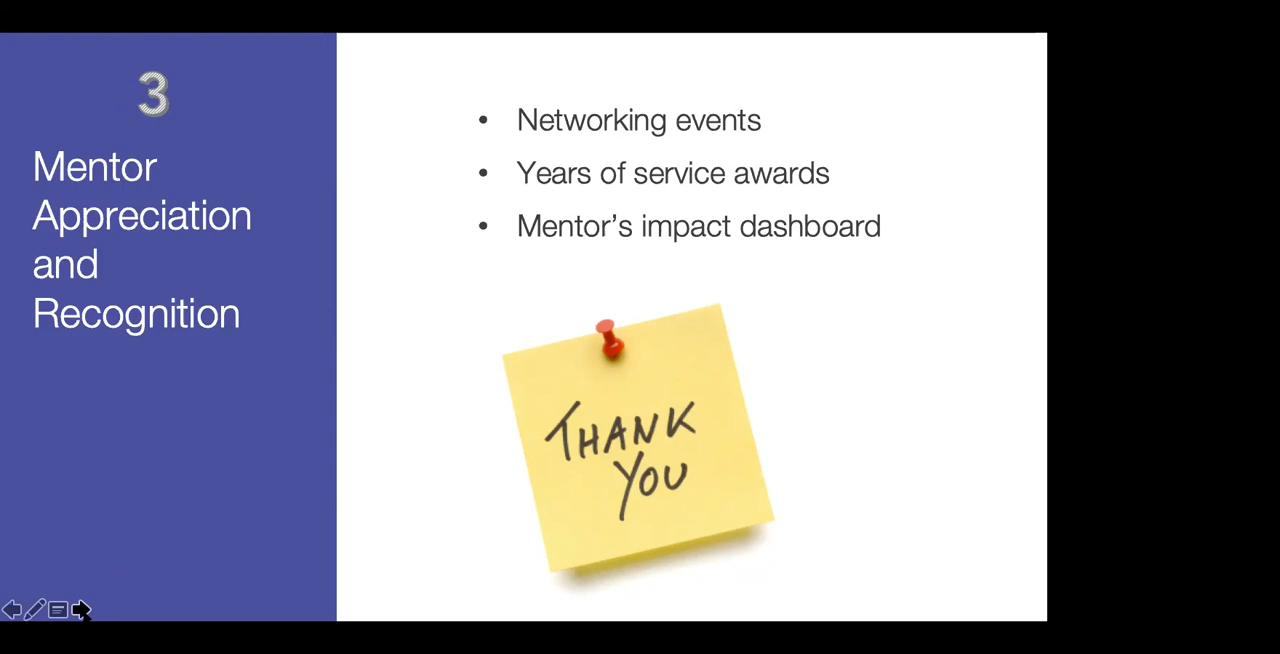 3
Mentor
Appreciation
and
Recognition
• Networking events
• Years of service awards
• Mentor’s impact dashboard
THANK
YOU